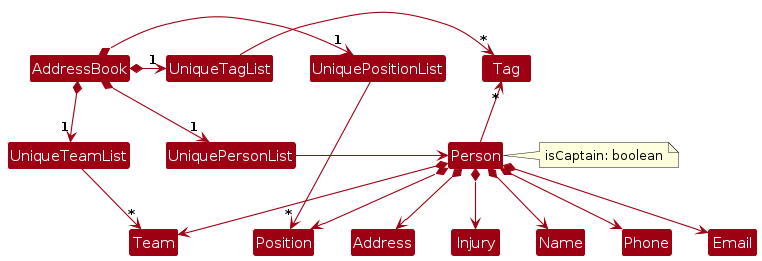 *
1
1
AddressBook
UniqueTagList
UniquePositionList
Tag
*
1
1
UniqueTeamList
UniquePersonList
Person
isCaptain: boolean
*
*
Team
Position
Address
Injury
Name
Phone
Email